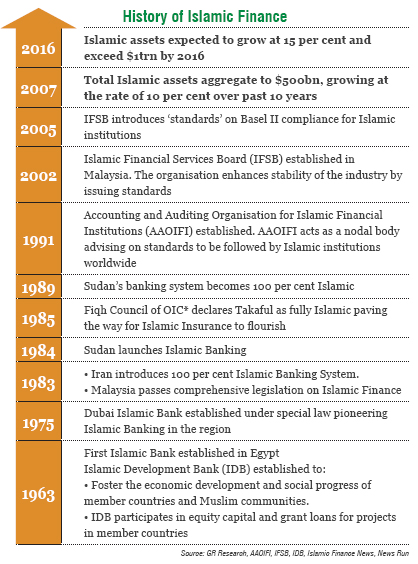 History of Islamic Finance
2016
Islamic assets expected to grow at 15 per cent and
exceed $1trn by 2016
2007
Total Islamic assets aggregate to $500bn, growing at
the rate of 10 per cent over past 10 years
2005
IFSB introduces ‘standards’ on Basel II compliance for Islamic
institutions
2002
Islamic Financial Services Board (IFSB) established in
Malaysia. The organisation enhances stability of the industry by
issuing standards
1991
Accounting and Auditing Organisation for Islamic Financial
Institutions (AAOIFI) established. AAOIFI acts as a nodal body
advising on standards to be followed by Islamic institutions
worldwide
1989
Sudan’s banking system becomes 100 per cent Islamic
1985
Fiqh Council of OIC* declares Takaful as fully Islamic paving
the way for Islamic Insurance to flourish
1984
Sudan launches Islamic Banking
1983
• Iran introduces 100 per cent Islamic Banking System.
• Malaysia passes comprehensive legislation on Islamic Finance
1975
Dubai Islamic Bank established under special law pioneering
Islamic Banking in the region
1963
First Islamic Bank established in Egypt
Islamic Development Bank (IDB) established to:
• Foster the economic development and social progress of
member countries and Muslim communities.
• IDB participates in equity capital and grant loans for projects
in member countries
Source: GR Research, AAOIFI, IFSB, IDB, Islamic Finance News, News Run